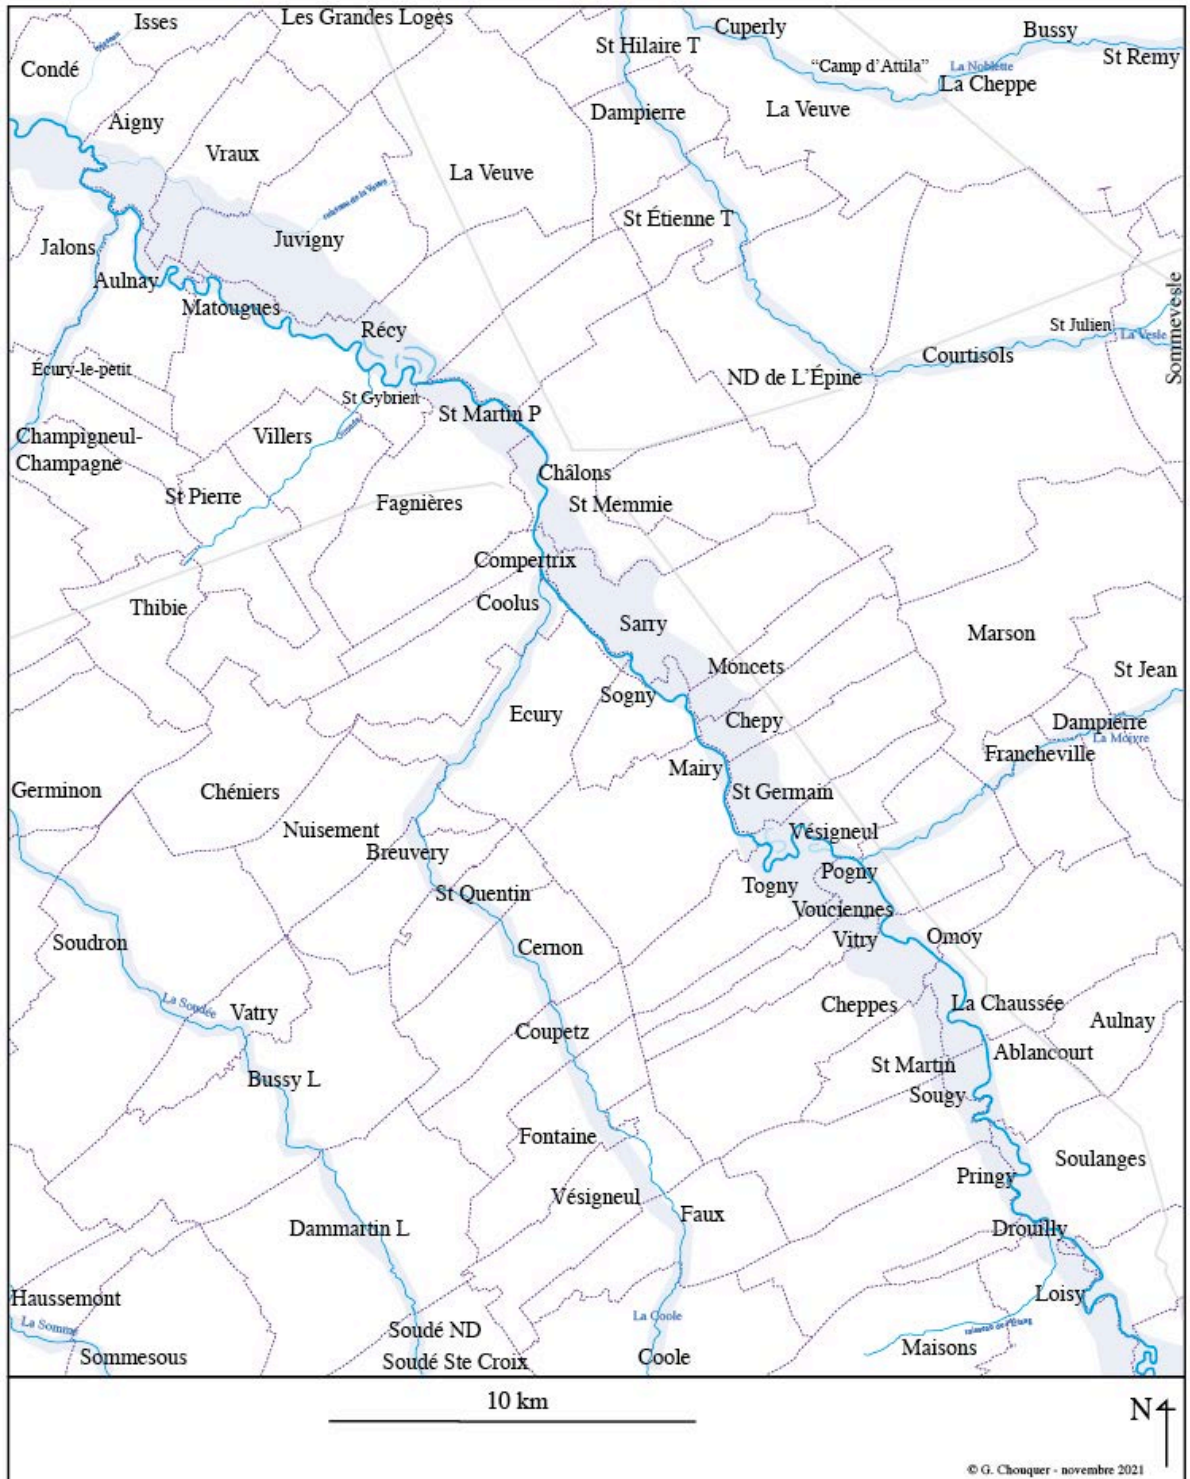 Isses
Les Grandes Loges
Cuperly
Bussy
St Hilaire T
St Remy
Condé
“Camp d’Attila”
La Noblette
La Cheppe
Dampierre
La Veuve
Aigny
Vraux
La Veuve
St Étienne T
Jalons
Juvigny
Aulnay
Matougues
Récy
Sommevesle
St Julien
La Vesle
Courtisols
Écury-le-petit
ND de L’Épine
St Gybrien
St Martin P
Villers
Champigneul-
Champagne
Châlons
St Pierre
Fagnières
St Memmie
Compertrix
Coolus
Thibie
Sarry
Marson
Moncets
St Jean
Sogny
Ecury
Chepy
Dampierre
La Moivre
Francheville
Mairy
Germinon
Chéniers
St Germain
Nuisement
Vésigneul
Breuvery
Pogny
Togny
St Quentin
Vouciennes
Vitry
Omoy
Soudron
Cernon
La Sondée
Vatry
Cheppes
La Chaussée
Aulnay
Coupetz
Ablancourt
St Martin
Bussy L
Sougy
Fontaine
Soulanges
Pringy
Vésigneul
Faux
Dammartin L
Drouilly
Haussemont
Loisy
La Somme
La Coole
Soudé ND
Maisons
Sommesous
Soudé Ste Croix
Coole
10 km
N
© G. Chouquer - novembre 2021